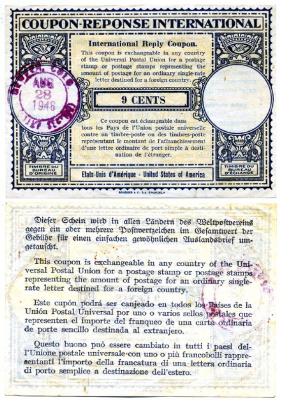 COUPON-RÉPONSE INTERNATIONAL
International Reply Coupon.
This coupon is exchangeable in any country
of the Universal Postal Union for a postage
stamp or postage stamps representing the
amount of postage for an ordinary single-rate
letter destined for a foreign country.
AUG
28
1948
9 CENTS
Ce coupon est échangeable dans
tous les Pays de l'Union postale universelle
contre un timbre-poste ou des timbres-poste
représentant le montant de l'affranchissement
d'une lettre ordinaire de port simple à destination
de l'étranger.
TIMBRE DU
BUREAU
D'ORIGINE
TIMBRE DU
BUREAU
Etats-Unis d'Amérique - United States of America
Dieser Schein wird in allen Ländern des Weltpostvereins
gegen ein oder mehrere Postwertzeichen im Gesamtwert der
Gebühr für einen einfachen gewöhnlichen Auslandsbrief umgetauscht.
This coupon is exchangeable in any country of the Universal
Postal Union for a postage stamp or postage stamps
representing the amount of postage for an ordinary single-rate
letter destined for a foreign country.
Este cupón podrá ser canjeado en todos los Países de la
Unión Postal Universal por uno o varios sellos postales que
representen el importe del franqueo de una carta ordinaria
de porte sencillo destinada al extranjero.
Questo buono può essere cambiato in tutti i paesi dell'Unione
postale universale con uno o più francobolli rappresentanti
l'importo della francatura di una lettera ordinaria
di porto semplice a destinazione dell'estero.